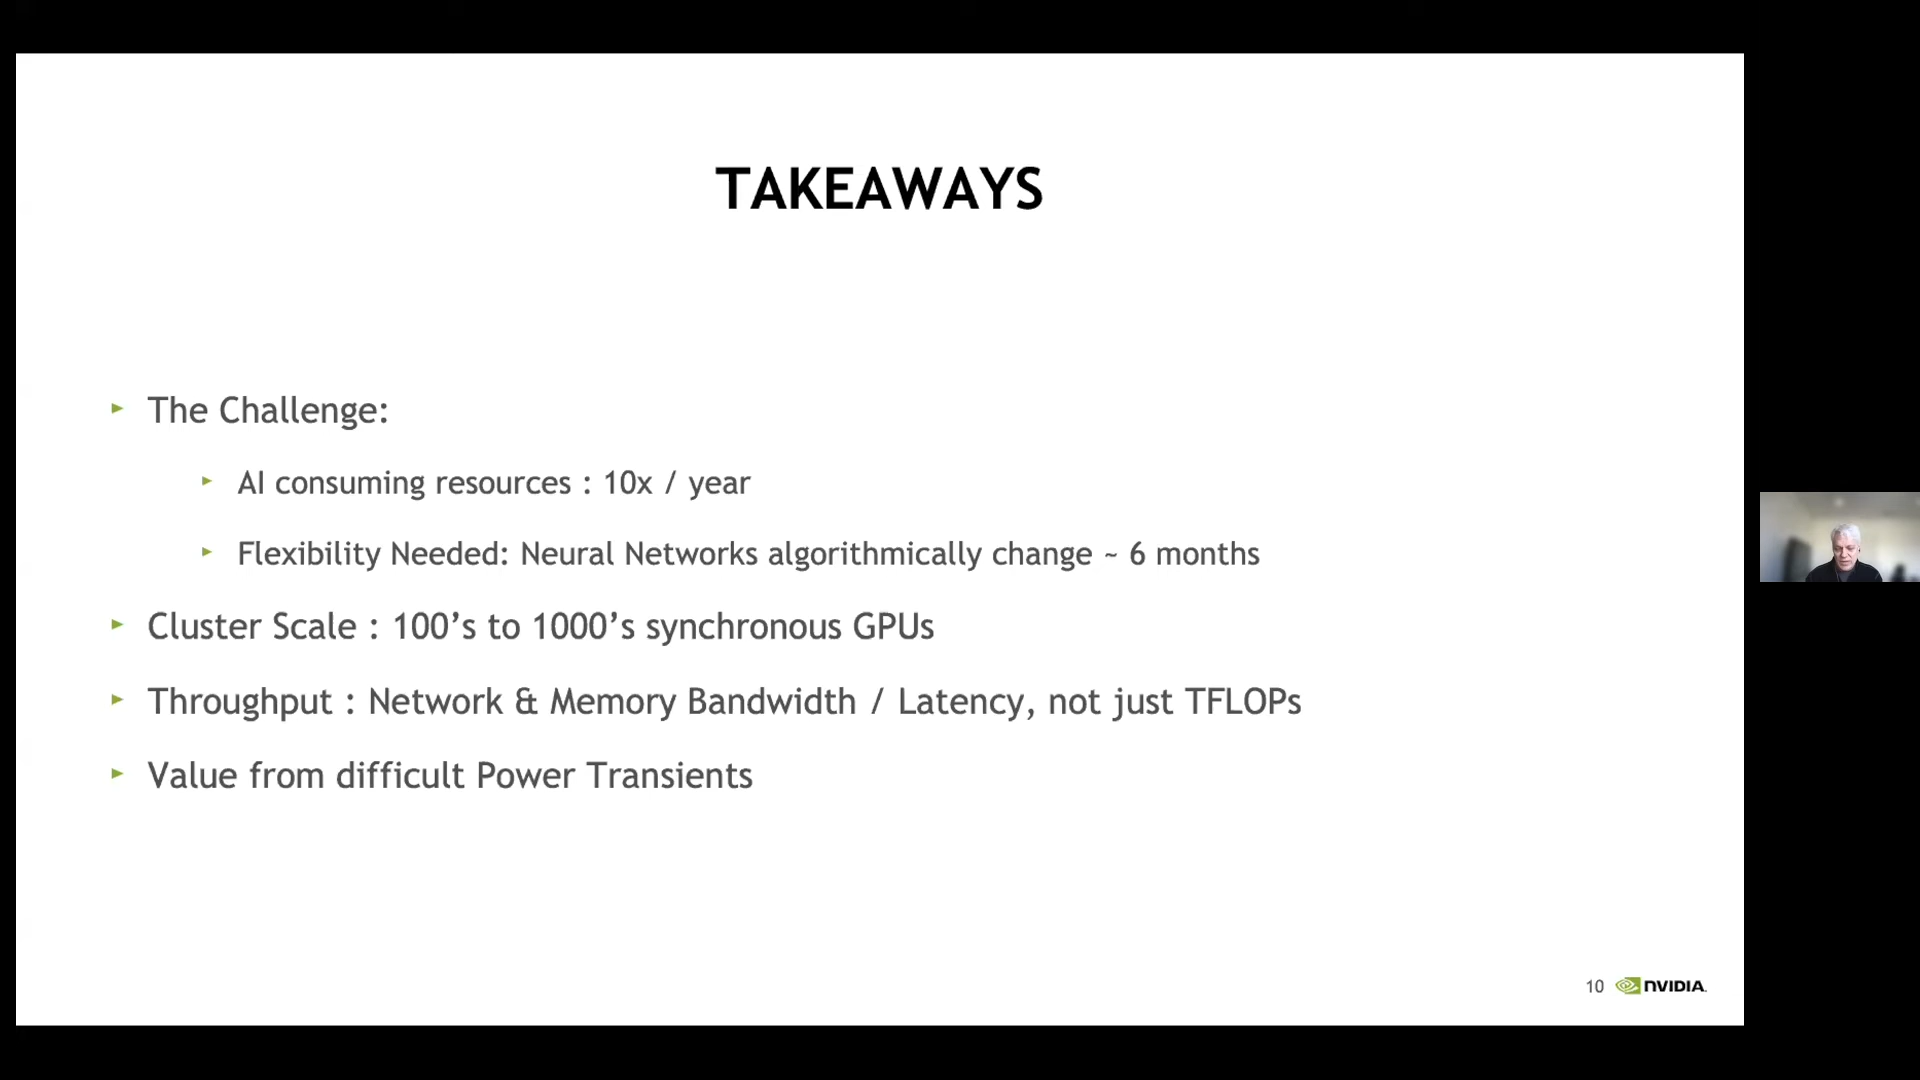 TAKEAWAYS
The Challenge:
AI consuming resources : 10x / year
Flexibility Needed: Neural Networks algorithmically change ~ 6 months
Cluster Scale : 100’s to 1000’s synchronous GPUs
Throughput : Network & Memory Bandwidth / Latency, not just TFLOPs
Value from difficult Power Transients
10 NVIDIA.